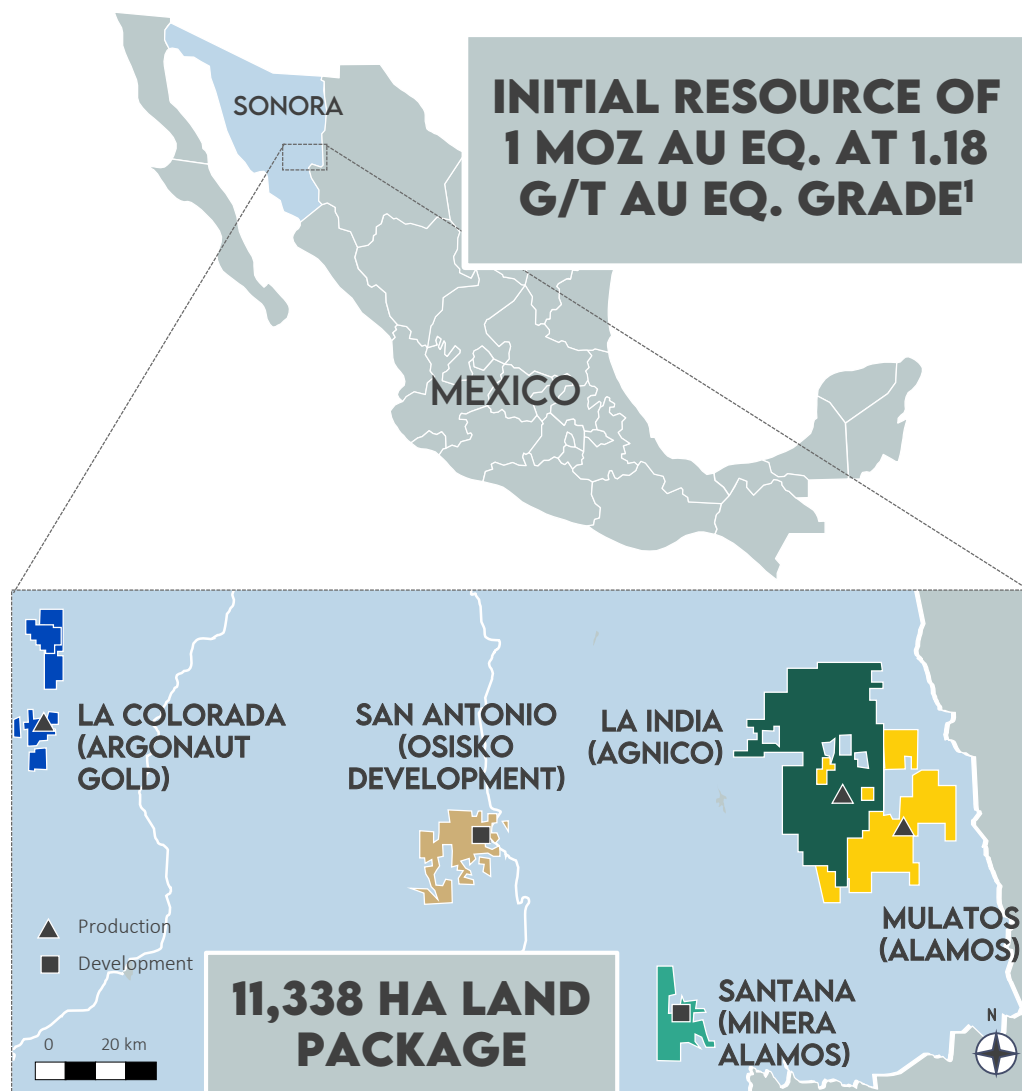 SONORA
INITIAL RESOURCE OF
1 MOZ AU EQ. AT 1.18
G/T AU EQ. GRADE¹
MEXICO
LA COLORADA
(ARGONAUT
GOLD)
SAN ANTONIO
(OSISKO
DEVELOPMENT)
LA INDIA
(AGNICO)
MULATOS
(ALAMOS)
Production
Development
11,338 HA LAND
PACKAGE
SANTANA
(MINERA
ALAMOS)
0 20 km
N